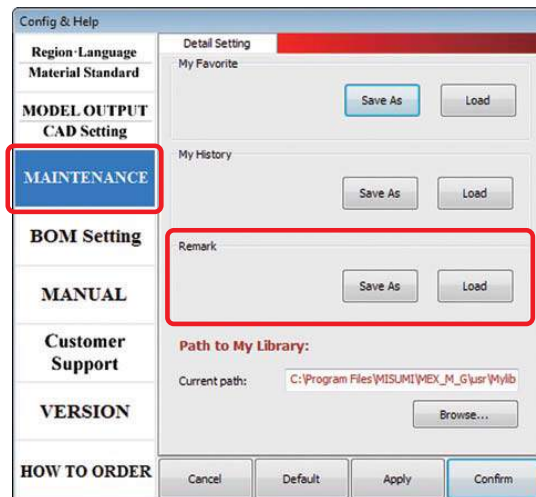 Config & Help
Region·Language
Material Standard
MODEL OUTPUT
CAD Setting
MAINTENANCE
BOM Setting
MANUAL
Customer
Support
VERSION
HOW TO ORDER
Detail Setting
My Favorite
Save As Load
My History
Save As Load
Remark
Save As Load
Path to My Library:
Current path: C:\Program Files\MISUMI\MEX_M_G\usr\Mylib
Browse...
Cancel Default Apply Confirm